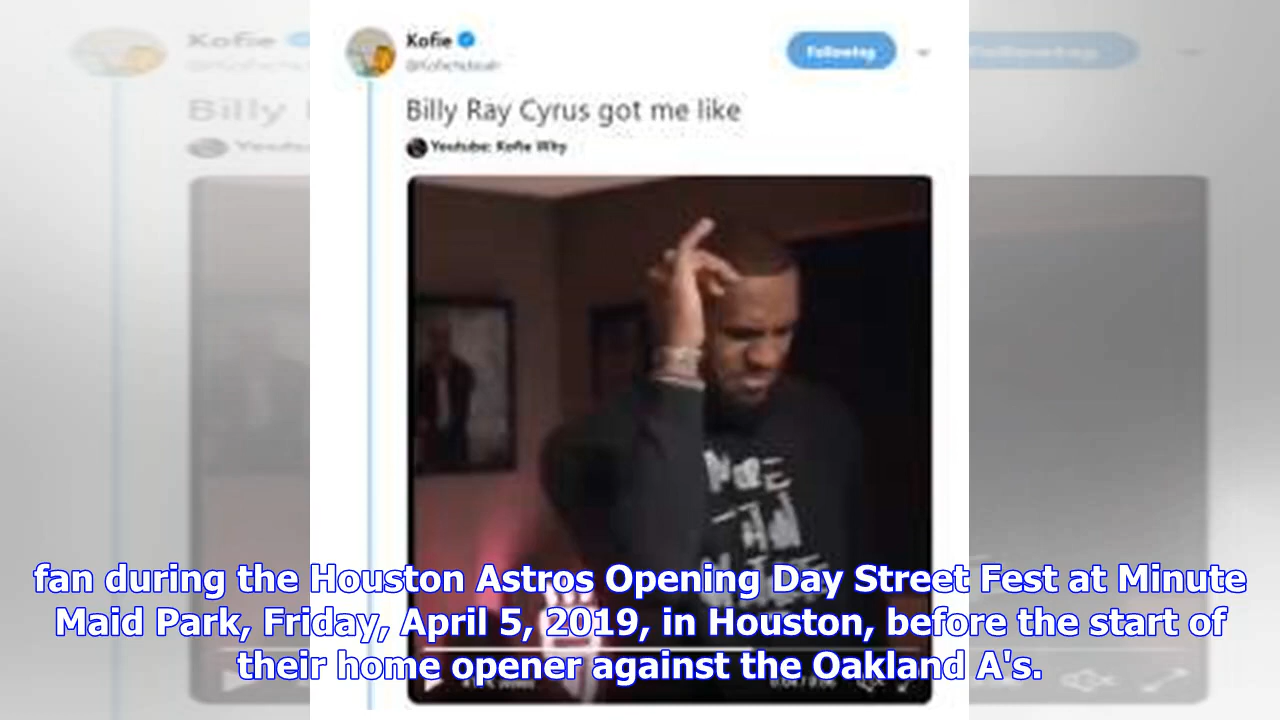 Kofie
Following
Billy Ray Cyrus got me like
Youtube: Kofie Why
fan during the Houston Astros Opening Day Street Fest at Minute
Maid Park, Friday, April 5, 2019, in Houston, before the start of
their home opener against the Oakland A's.